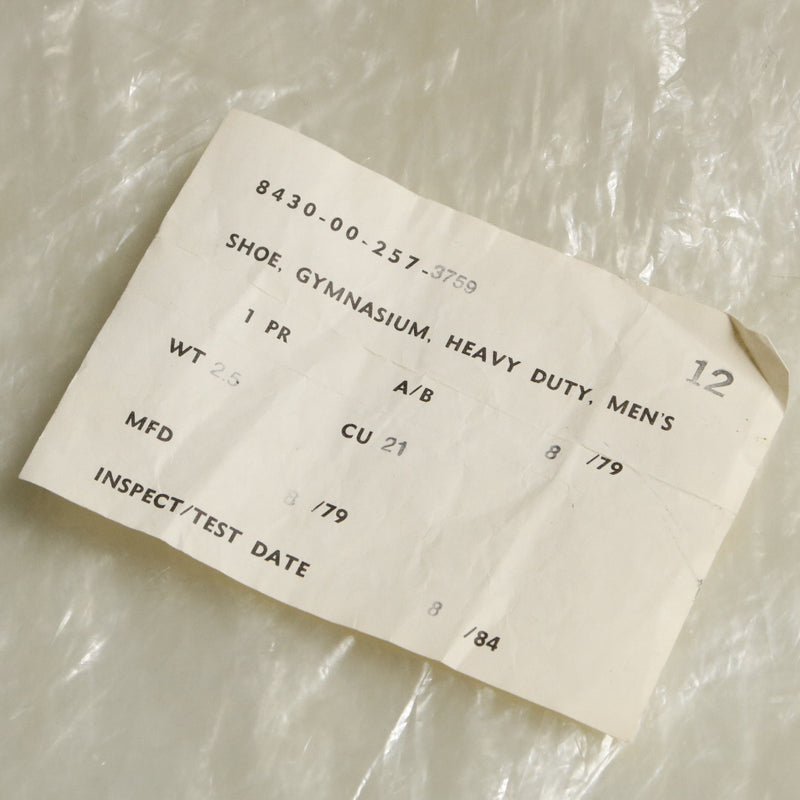 8430-00-257-3759
SHOE, GYMNASIUM, HEAVY DUTY, MEN'S
12
1 PR
A/B
8 /79
WT 2.5
CU 21
MFD
8 /79
INSPECT/TEST DATE
8 /84